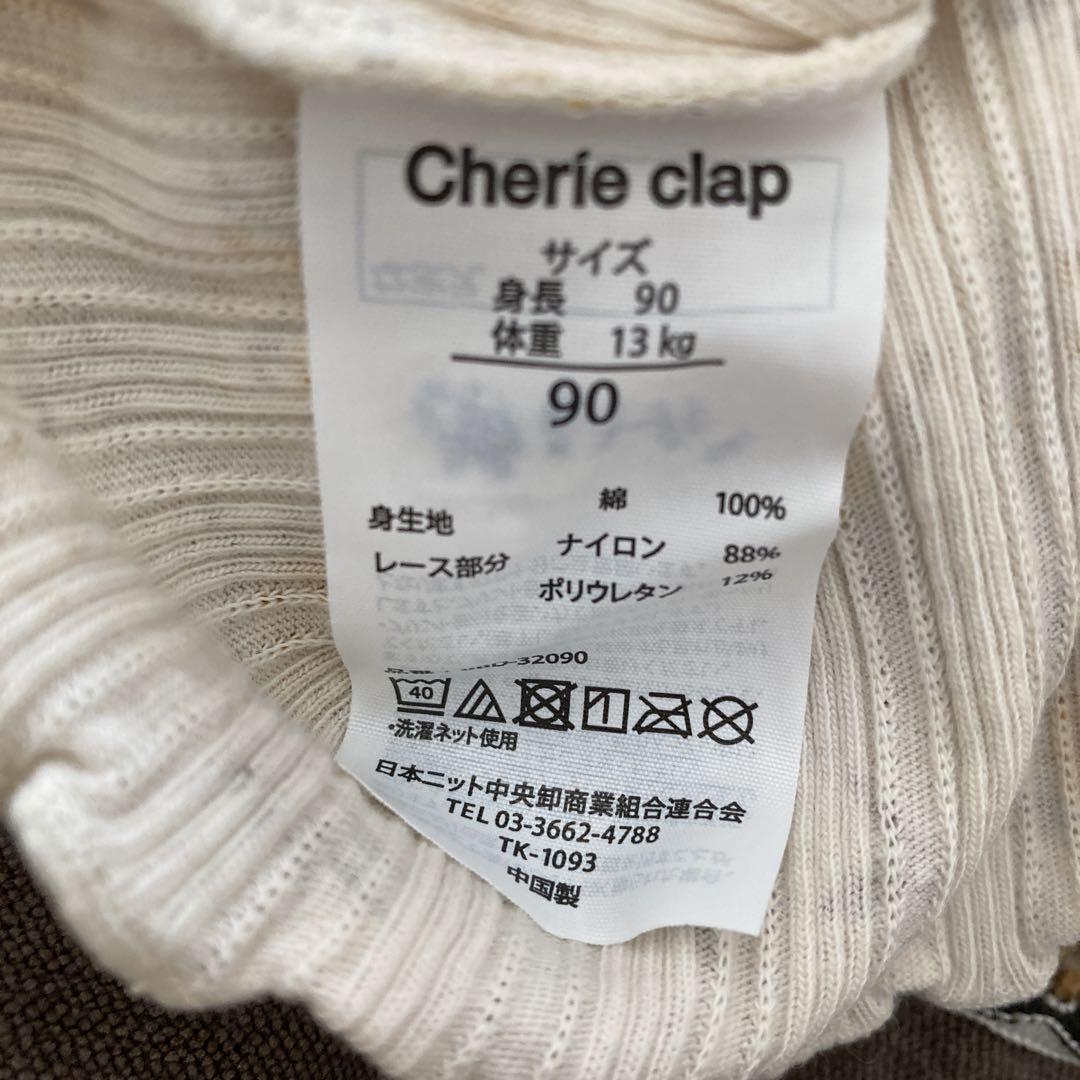 Cherie clap
サイズ
身長 90
体重 13 kg
90
身生地 綿 100%
レース部分 ナイロン 88%
ポリウレタン 12%
-32090
40
・洗濯ネット使用
日本ニット中央卸商業組合連合会
TEL 03-3662-4788
TK-1093
中国製